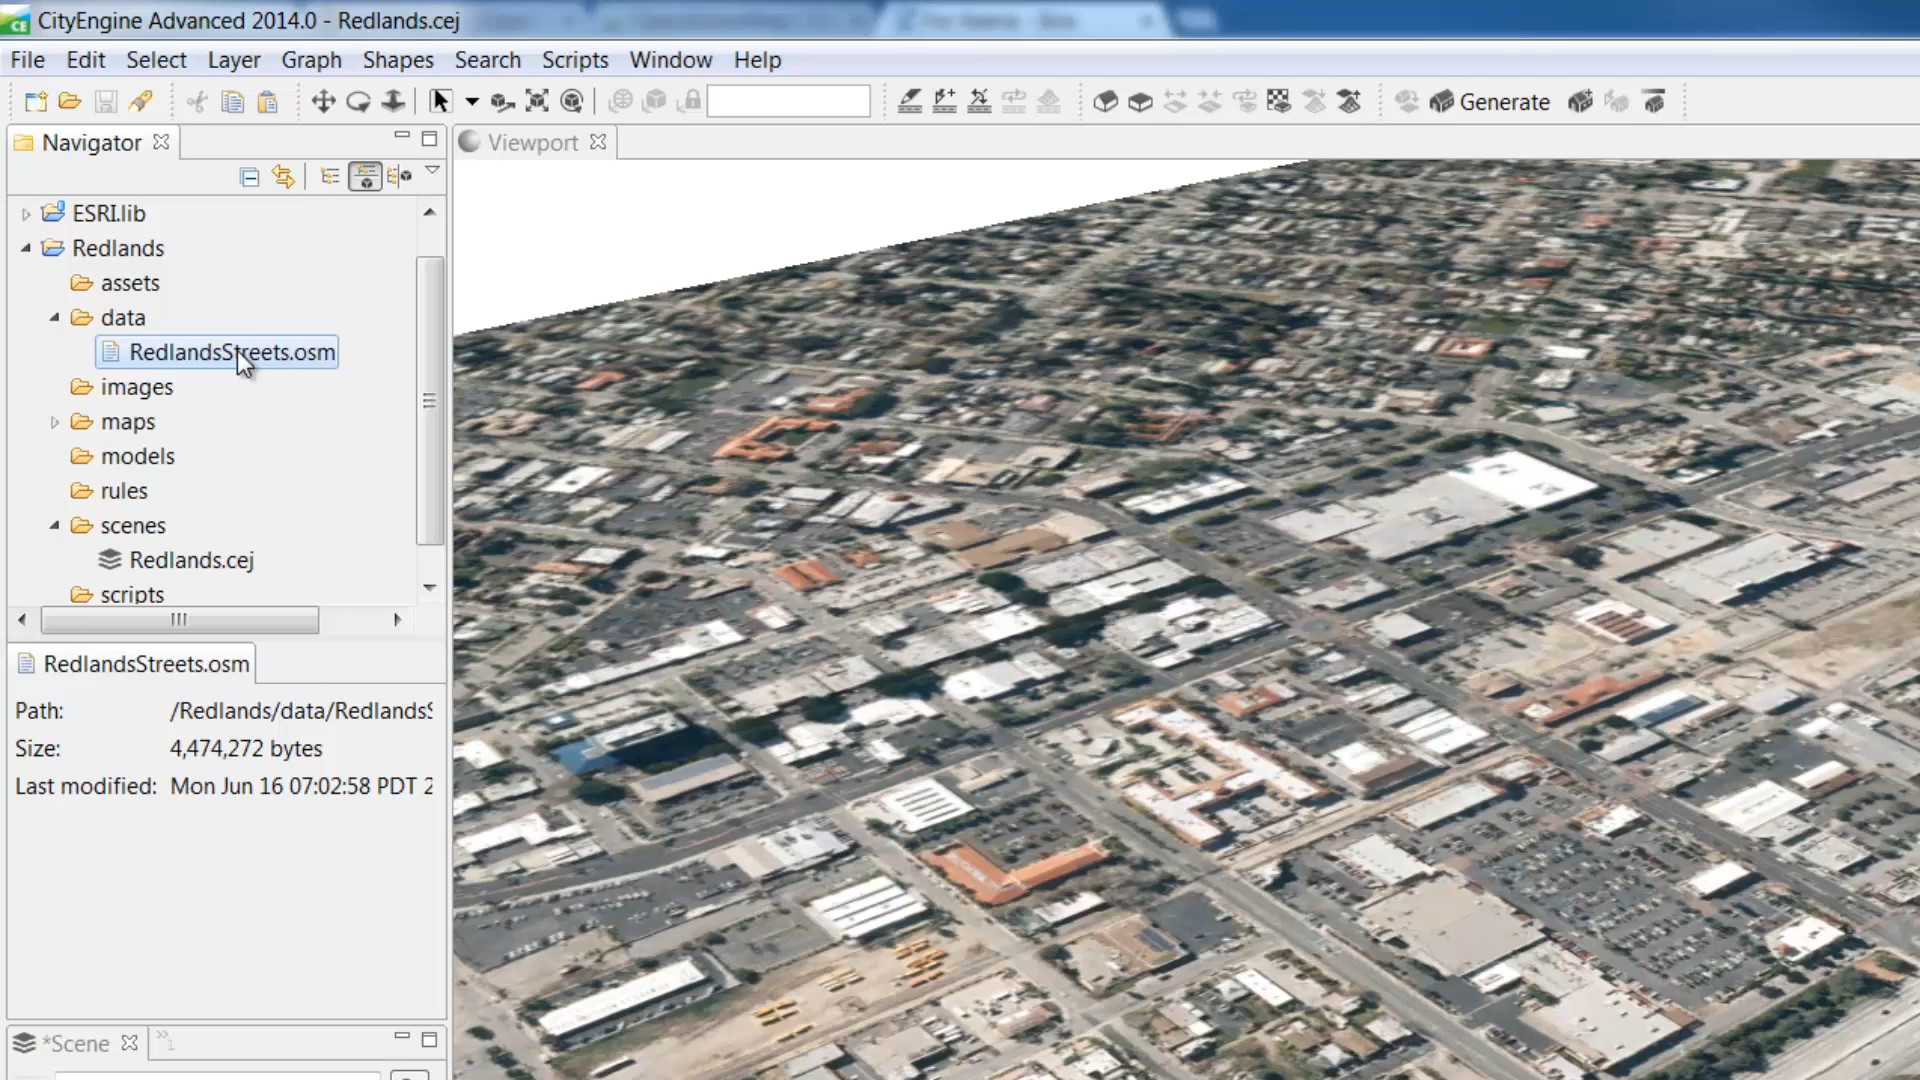 CityEngine Advanced 2014.0 - Redlands.cej
File Edit Select Layer Graph Shapes Search Scripts Window Help
Generate
Navigator
Viewport
ESRI.lib
Redlands
assets
data
RedlandsStreets.osm
images
maps
models
rules
scenes
Redlands.cej
scripts
RedlandsStreets.osm
Path: /Redlands/data/RedlandsS
Size: 4,474,272 bytes
Last modified: Mon Jun 16 07:02:58 PDT 2
*Scene